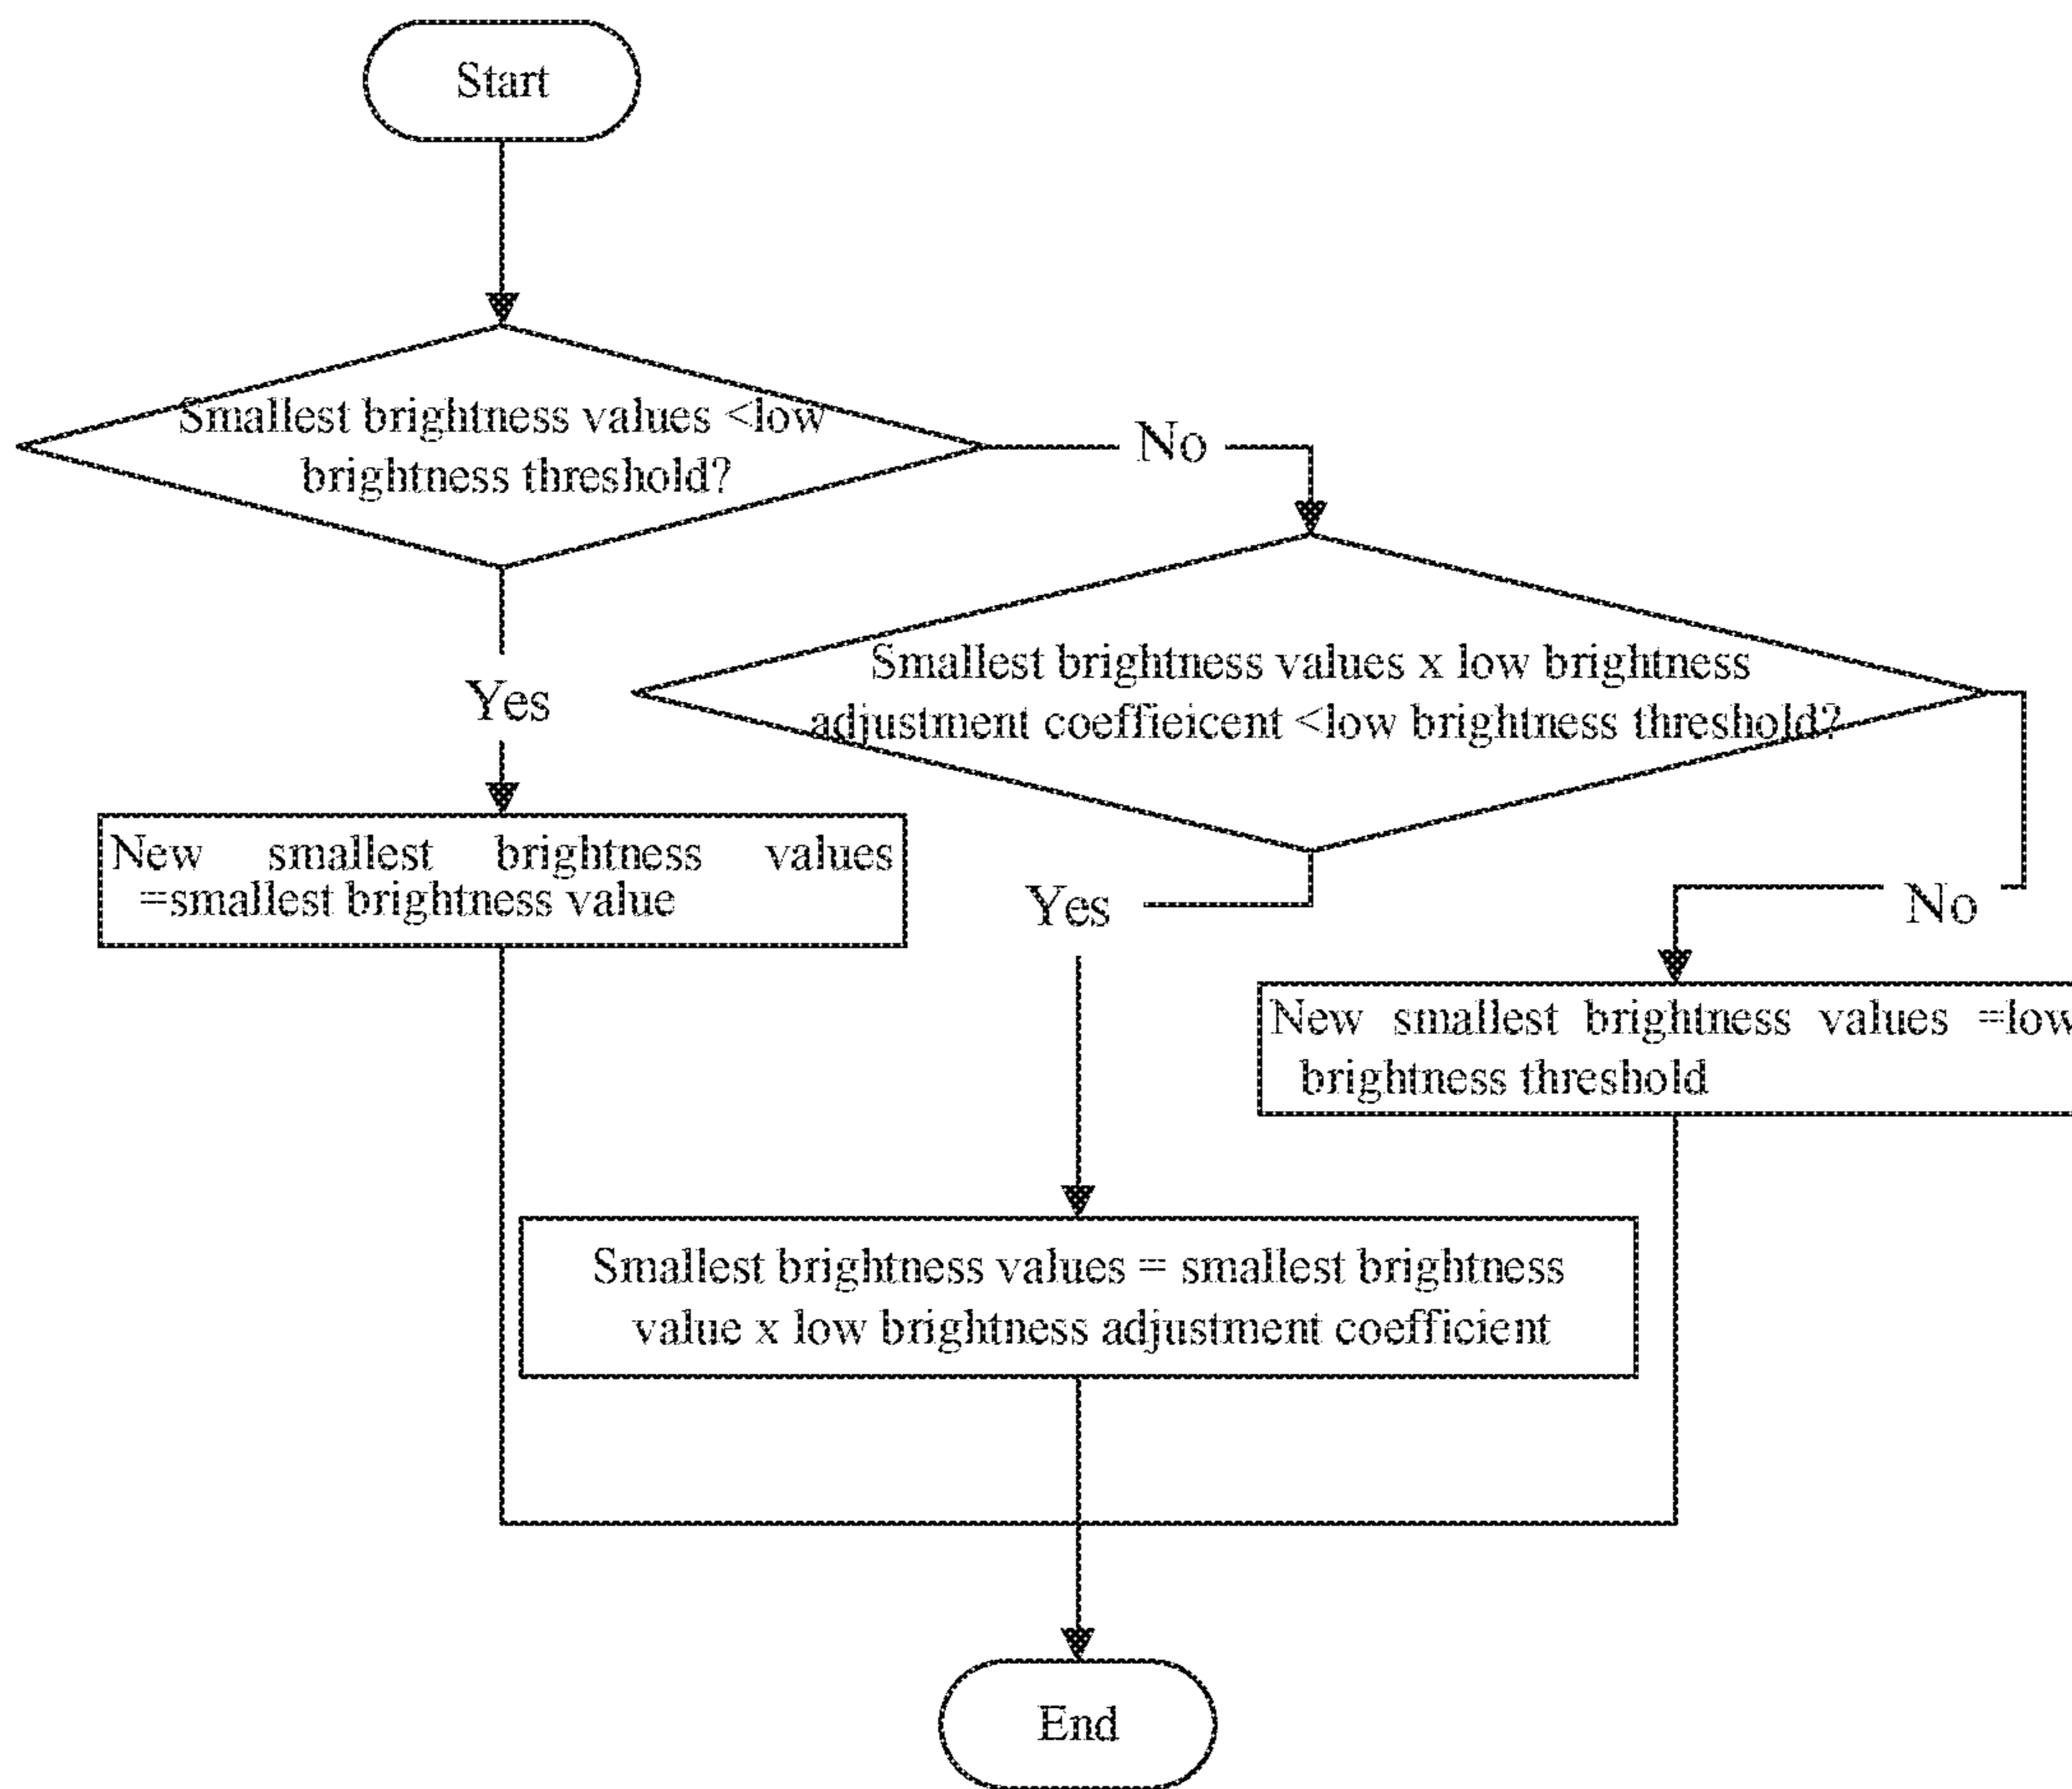 Start
Smallest brightness values <low
brightness threshold?
No
Yes
Smallest brightness values x low brightness
adjustment coeffieicent <low brightness threshold?
New smallest brightness values
=smallest brightness value
Yes
No
New smallest brightness values =low
brightness threshold
Smallest brightness values = smallest brightness
value x low brightness adjustment coefficient
End